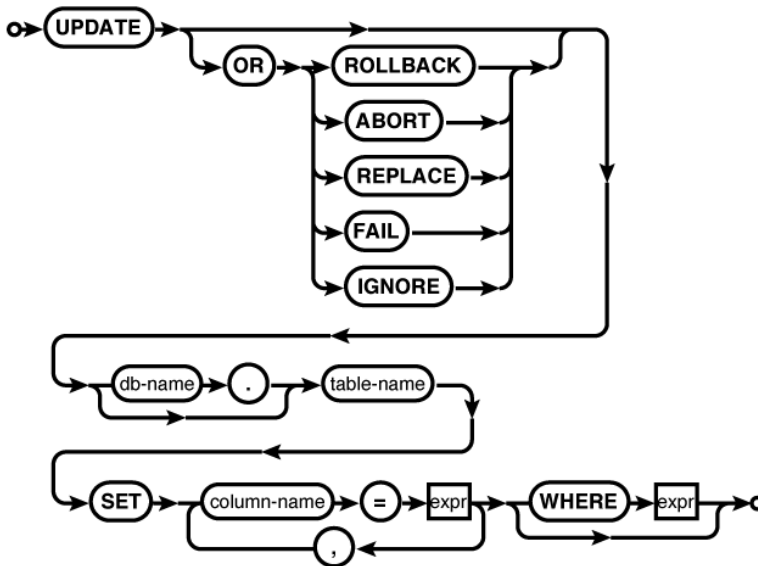 UPDATE
OR ROLLBACK
ABORT
REPLACE
FAIL
IGNORE
db-name . table-name
SET column-name = expr WHERE expr
,